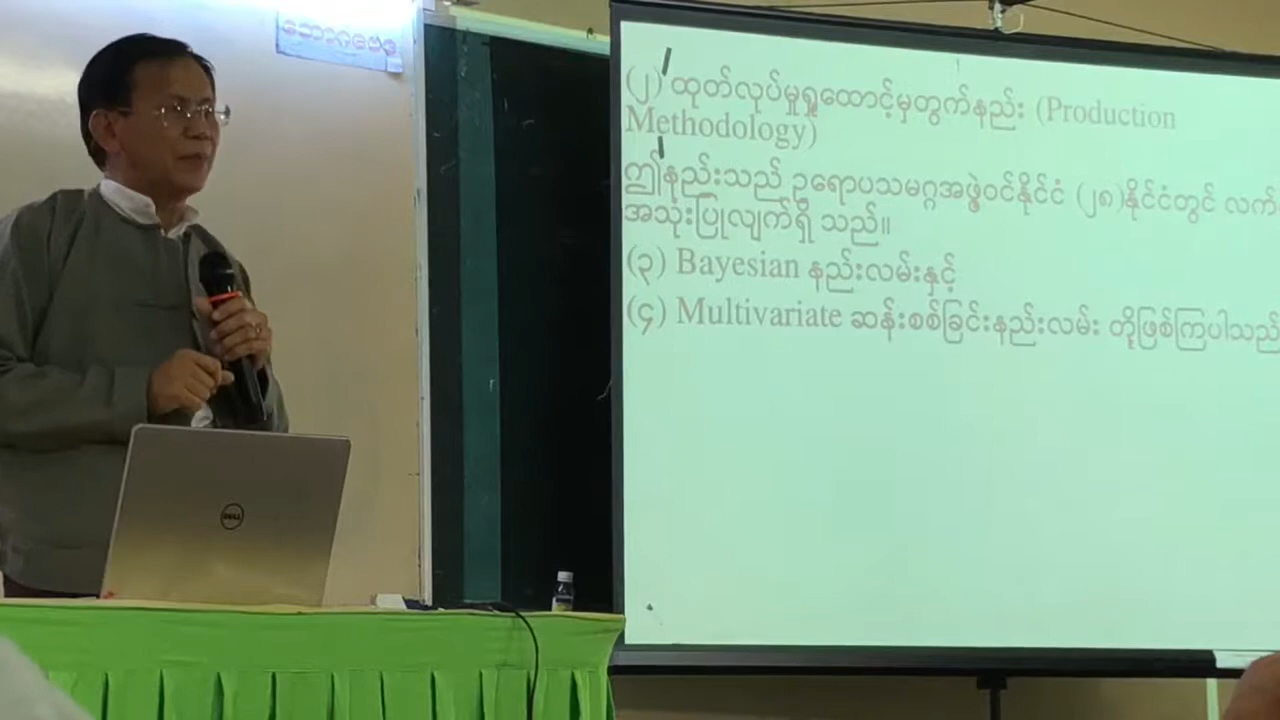 ဘောဂဗေဒ
(၂) ထုတ်လုပ်မှုရှုထောင့်မှတွက်နည်း (Production
Methodology)
ဤနည်းသည် ဥရောပသမဂ္ဂအဖွဲ့ဝင်နိုင်ငံ (၂၈)နိုင်ငံတွင် လက်
အသုံးပြုလျက်ရှိ သည်။
(၃) Bayesian နည်းလမ်းနှင့်
(၄) Multivariate ဆန်းစစ်ခြင်းနည်းလမ်း တို့ဖြစ်ကြပါသည်
DELL